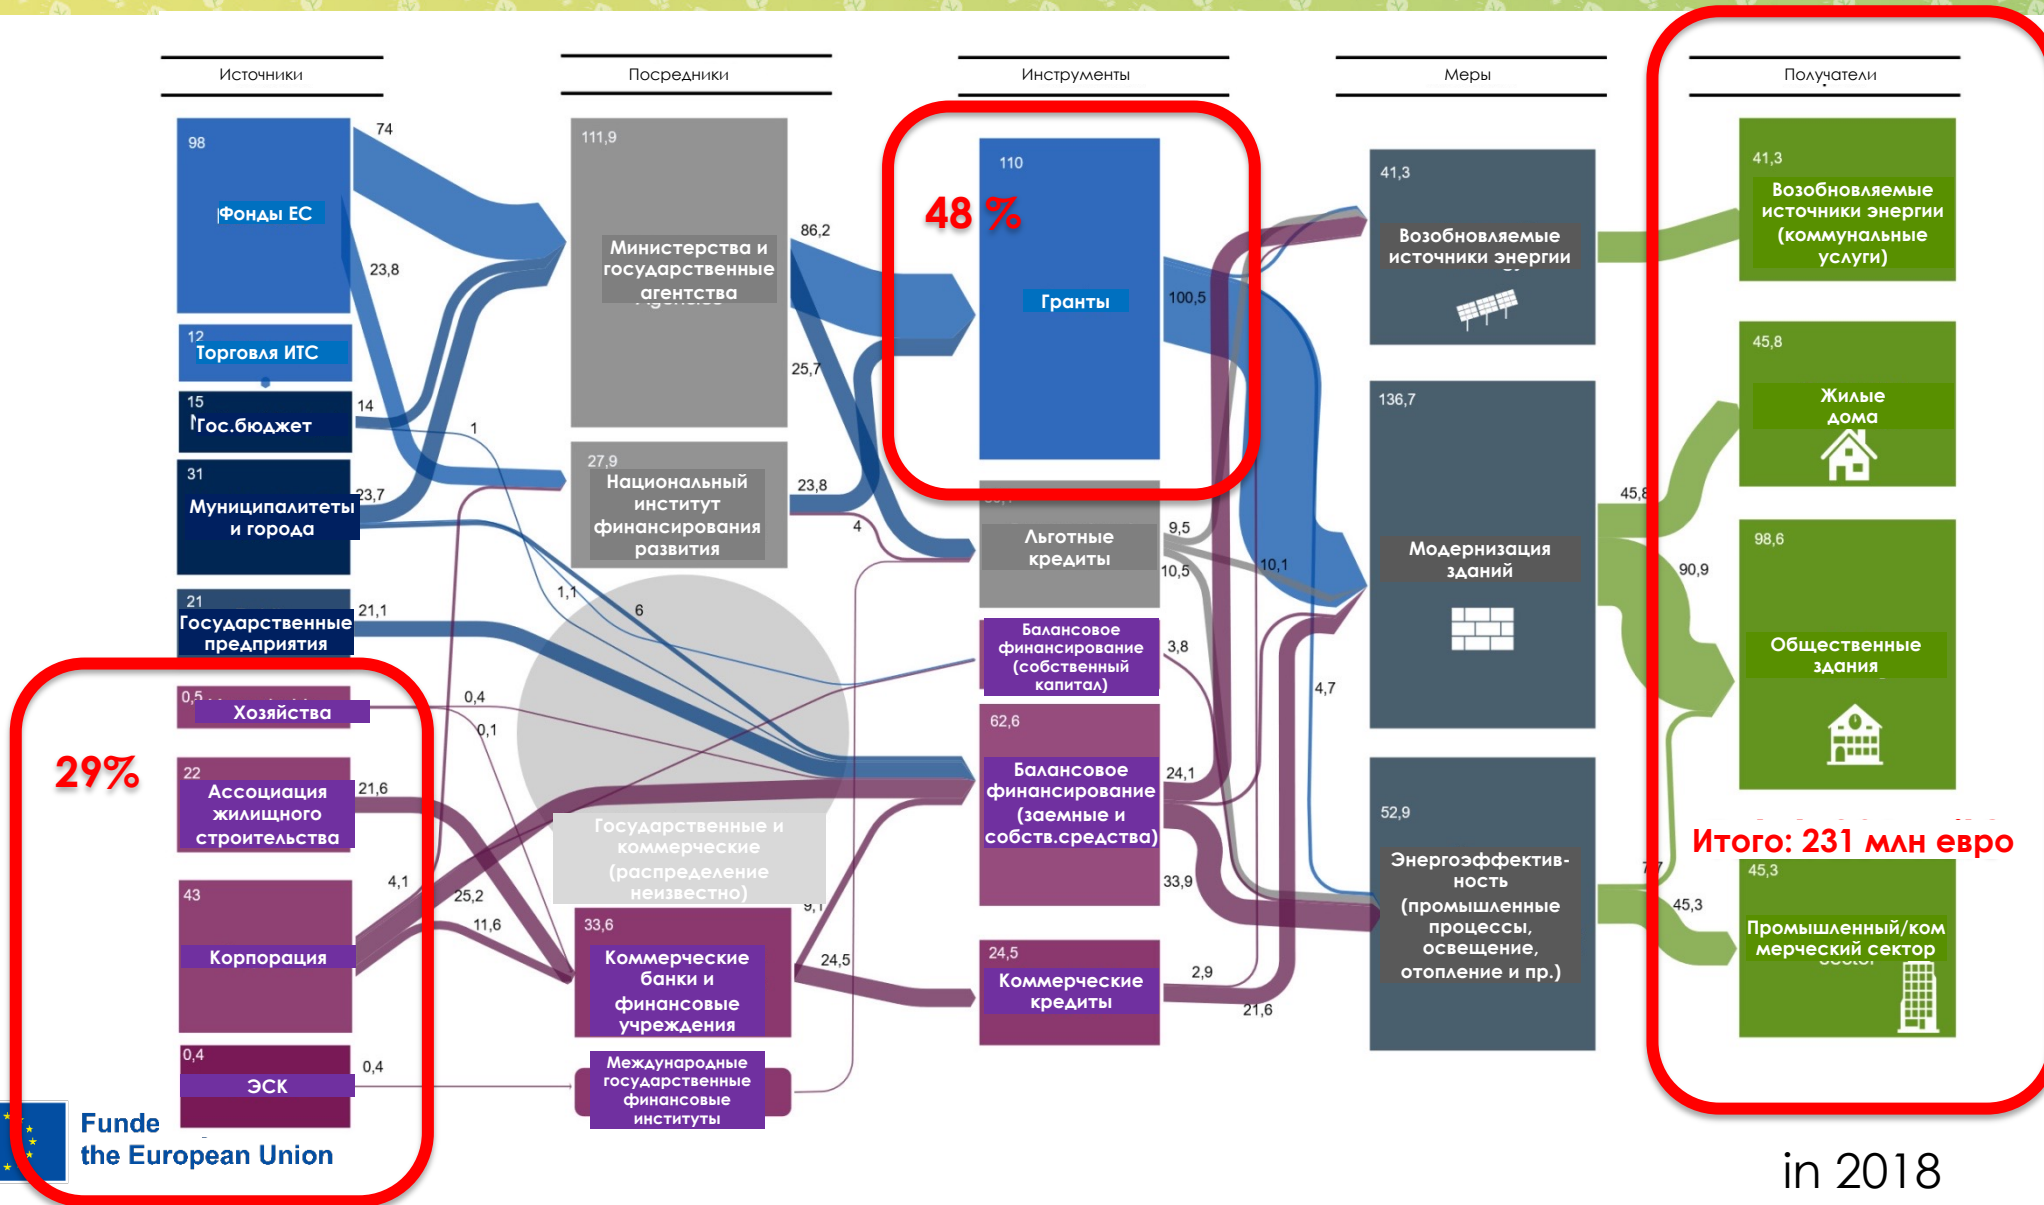 Источники
Посредники
Инструменты
Меры
Получатели
98
Фонды ЕС
74
23,8
12
Торговля ИТС
15
Гос.бюджет
14
1
31
Муниципалитеты
и города
23,7
1,1
6
21
Государственные
предприятия
21,1
0,5
Хозяйства
0,4
0,1
29%
22
Ассоциация
жилищного
строительства
21,6
43
Корпорация
4,1
25,2
11,6
0,4
ЭСК
0,4
111,9
Министерства и
государственные
агентства
86,2
25,7
27,9
Национальный
институт
финансирования
развития
23,8
4
Государственные и
коммерческие
(распределение
неизвестно)
9,1
33,6
Коммерческие
банки и
финансовые
учреждения
24,5
Международные
государственные
финансовые
институты
110
48 %
Гранты
100,5
Льготные
кредиты
9,5
10,1
10,5
Балансовое
финансирование
(собственный
капитал)
3,8
4,7
62,6
Балансовое
финансирование
(заемные и
собств.средства)
24,1
33,9
24,5
Коммерческие
кредиты
2,9
21,6
41,3
Возобновляемые
источники энергии
136,7
Модернизация
зданий
45,8
90,9
52,9
Энергоэффектив-
ность
(промышленные
процессы,
освещение,
отопление и пр.)
7,7
45,3
41,3
Возобновляемые
источники энергии
(коммунальные
услуги)
45,8
Жилые
дома
98,6
Общественные
здания
Итого: 231 млн евро
45,3
Промышленный/ком
мерческий сектор
Funde
the European Union
in 2018